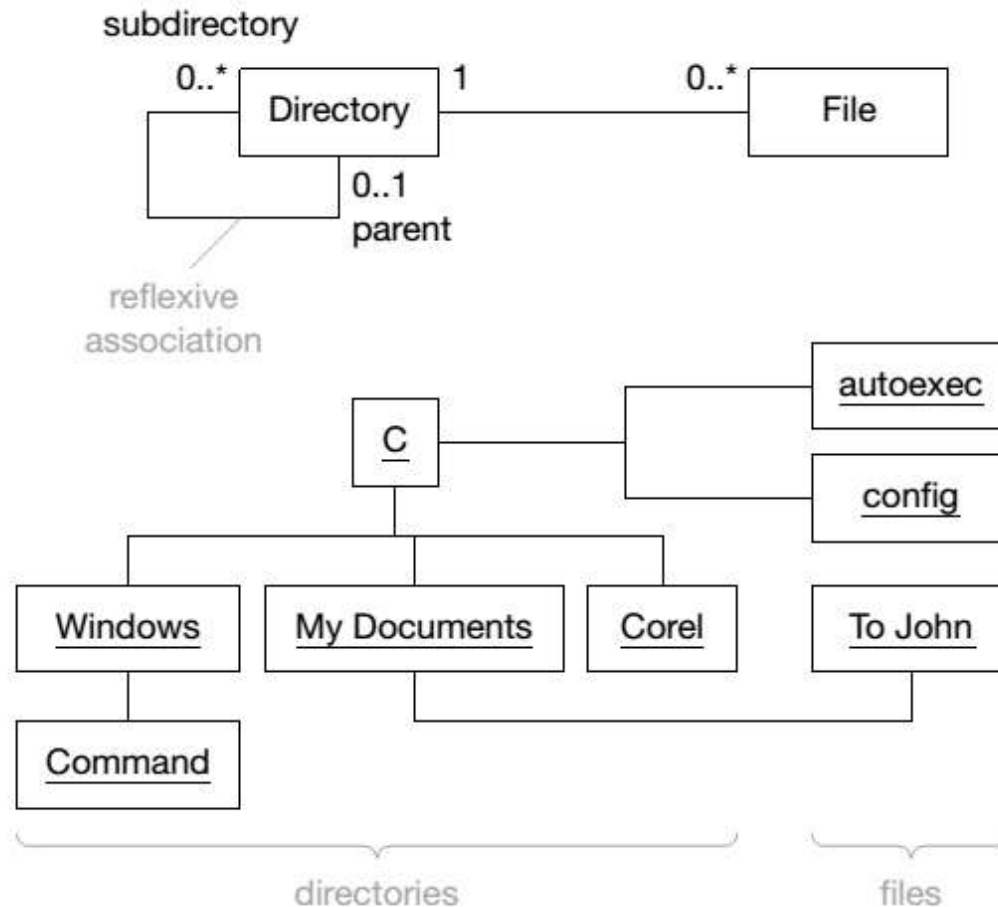 subdirectory
0..*
Directory
1
0..*
File
0..1
parent
reflexive
association
autoexec
C
config
Windows
My Documents
Corel
To John
Command
directories
files